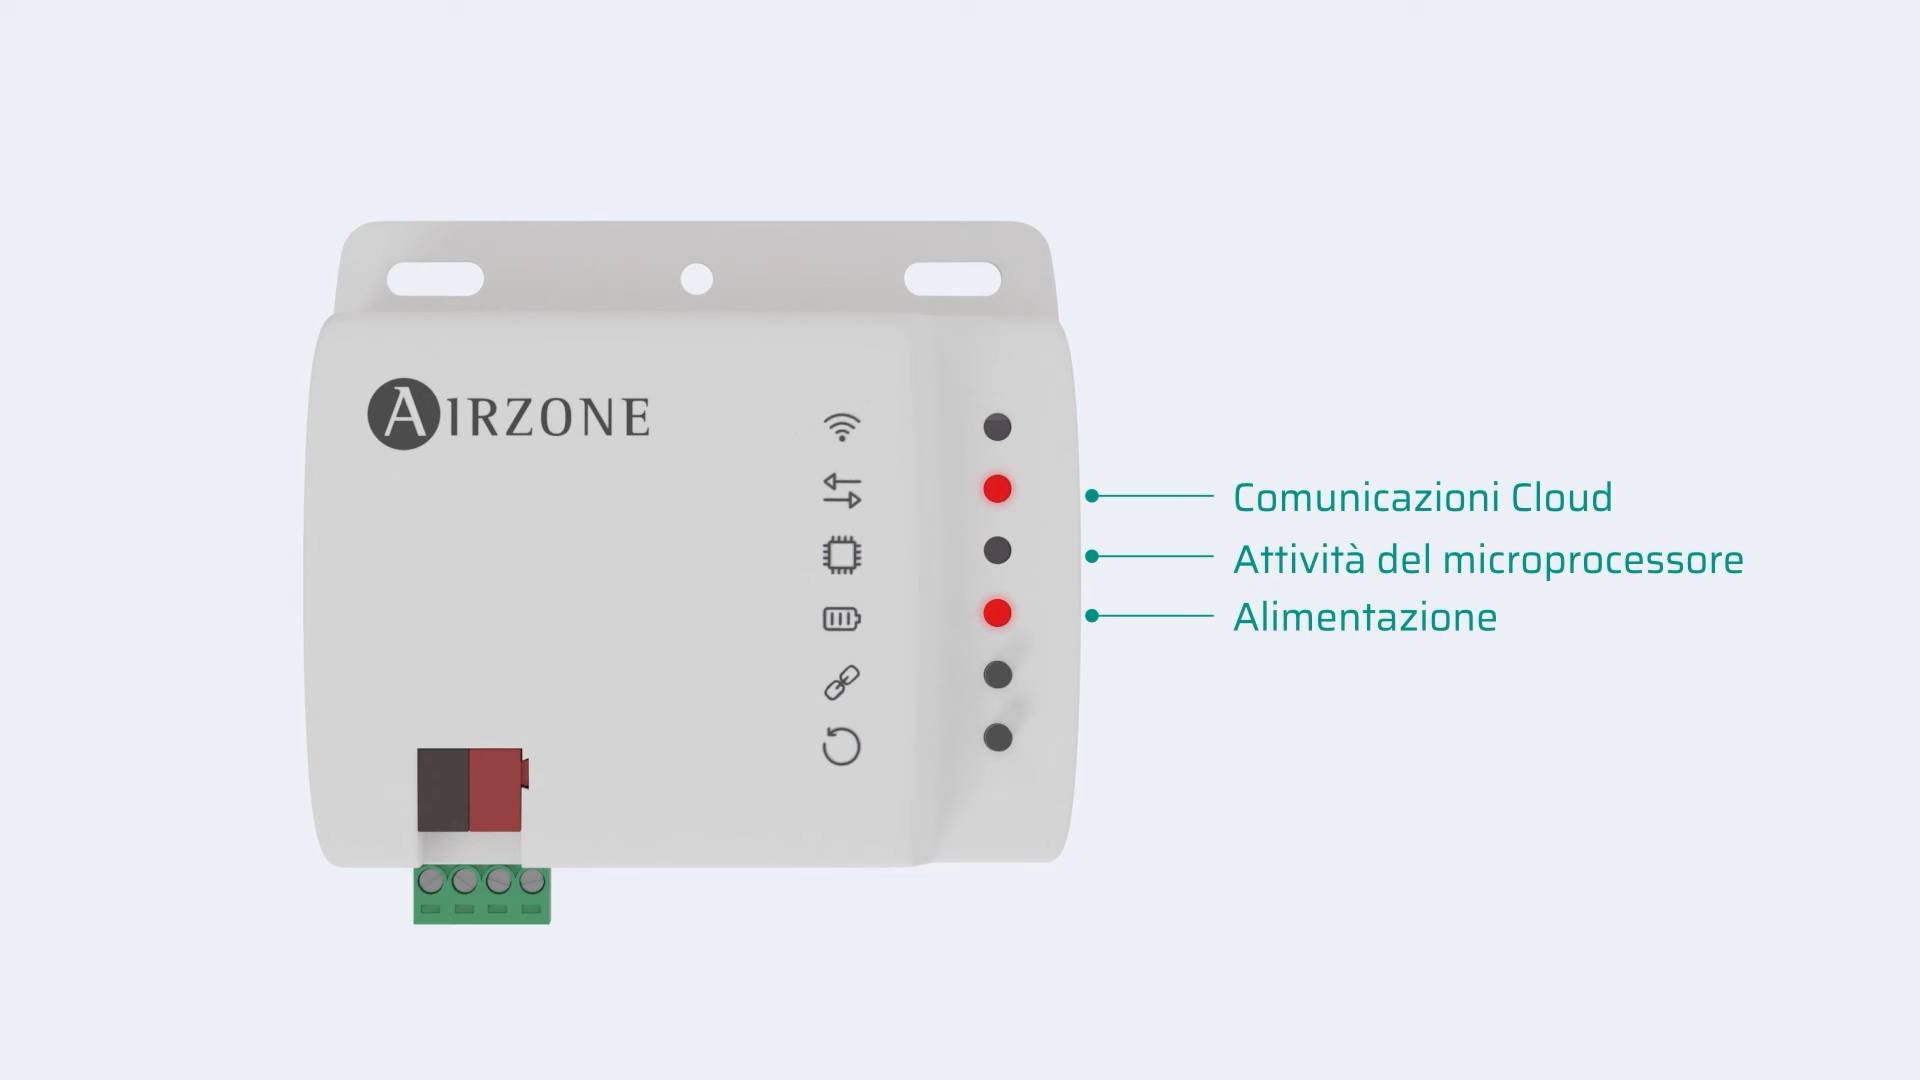 AIRZONE
Comunicazioni Cloud
Attività del microprocessore
Alimentazione